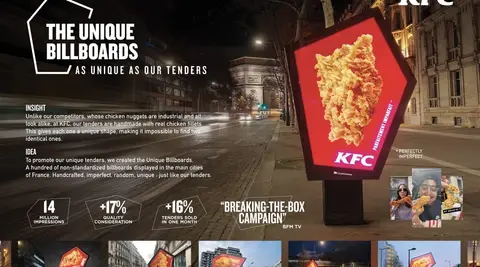 KFC
THE UNIQUE
BILLBOARDS
AS UNIQUE AS OUR TENDERS
INSIGHT
Unlike our competitors, whose chicken nuggets are industrial and all
look alike, at KFC, our tenders are handmade with real chicken fillets.
This gives each one a unique shape, making it impossible to find two
identical ones.
IDEA
To promote our unique tenders, we created the Unique Billboards.
A hundred of non-standardized billboards displayed in the main cities
of France. Handcrafted, imperfect, random, unique : just like our tenders.
PERFECTLY IMPERFECT
KFC
PERFECTLY
IMPERFECT
14
MILLION
IMPRESSIONS
+17%
QUALITY
CONSIDERATION
+16%
TENDERS SOLD
IN ONE MONTH
“BREAKING-THE-BOX
CAMPAIGN”
BFM TV